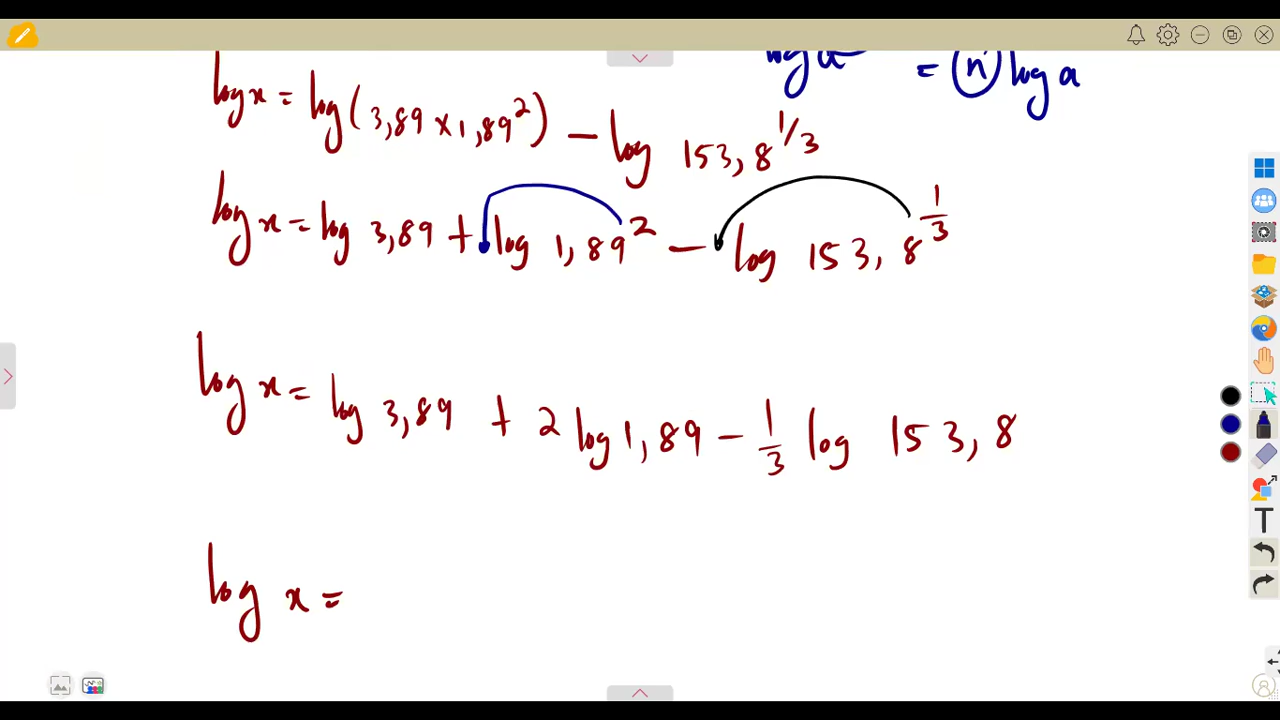 log a = (n) log a
log x = log(3,89 x 1,89²) − log 153,8^1/3
log x = log 3,89 + log 1,89² − log 153,8^1/3
log x = log 3,89 + 2 log 1,89 − 1/3 log 153,8
log x =
T